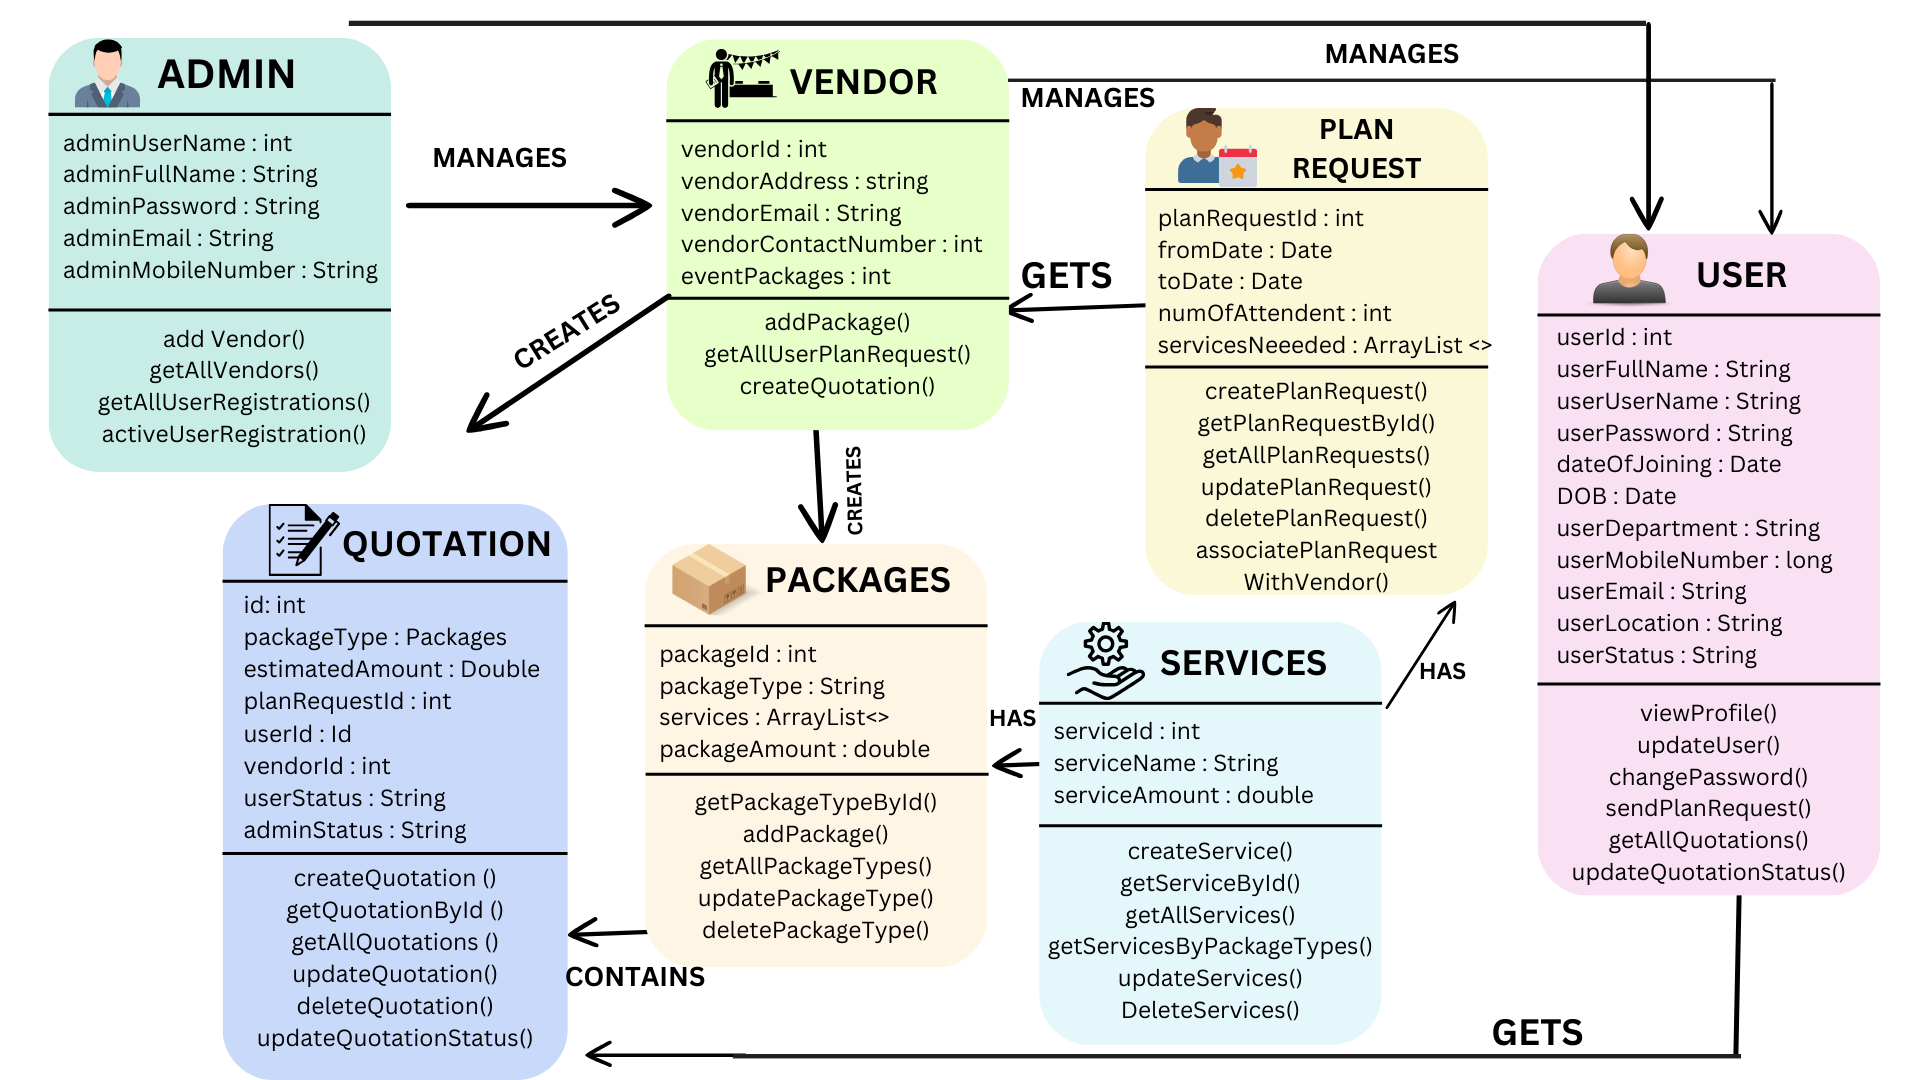 ADMIN
adminUserName : int
adminFullName : String
adminPassword : String
adminEmail : String
adminMobileNumber : String
add Vendor()
getAllVendors()
getAllUserRegistrations()
activeUserRegistration()
MANAGES
VENDOR
vendorId : int
vendorAddress : string
vendorEmail : String
vendorContactNumber : int
eventPackages : int
addPackage()
getAllUserPlanRequest()
createQuotation()
MANAGES
MANAGES
GETS
PLAN
REQUEST
planRequestId : int
fromDate : Date
toDate : Date
numOfAttendent : int
servicesNeeeded : ArrayList <>
createPlanRequest()
getPlanRequestById()
getAllPlanRequests()
updatePlanRequest()
deletePlanRequest()
associatePlanRequest
WithVendor()
USER
userId : int
userFullName : String
userUserName : String
userPassword : String
dateOfJoining : Date
DOB : Date
userDepartment : String
userMobileNumber : long
userEmail : String
userLocation : String
userStatus : String
viewProfile()
updateUser()
changePassword()
sendPlanRequest()
getAllQuotations()
updateQuotationStatus()
CREATES
CREATES
QUOTATION
id: int
packageType : Packages
estimatedAmount : Double
planRequestId : int
userId : Id
vendorId : int
userStatus : String
adminStatus : String
createQuotation ()
getQuotationById ()
getAllQuotations ()
updateQuotation()
deleteQuotation()
updateQuotationStatus()
PACKAGES
packageId : int
packageType : String
services : ArrayList<>
packageAmount : double
getPackageTypeById()
addPackage()
getAllPackageTypes()
updatePackageType()
deletePackageType()
CONTAINS
HAS
SERVICES
serviceId : int
serviceName : String
serviceAmount : double
createService()
getServiceById()
getAllServices()
getServicesByPackageTypes()
updateServices()
DeleteServices()
HAS
GETS